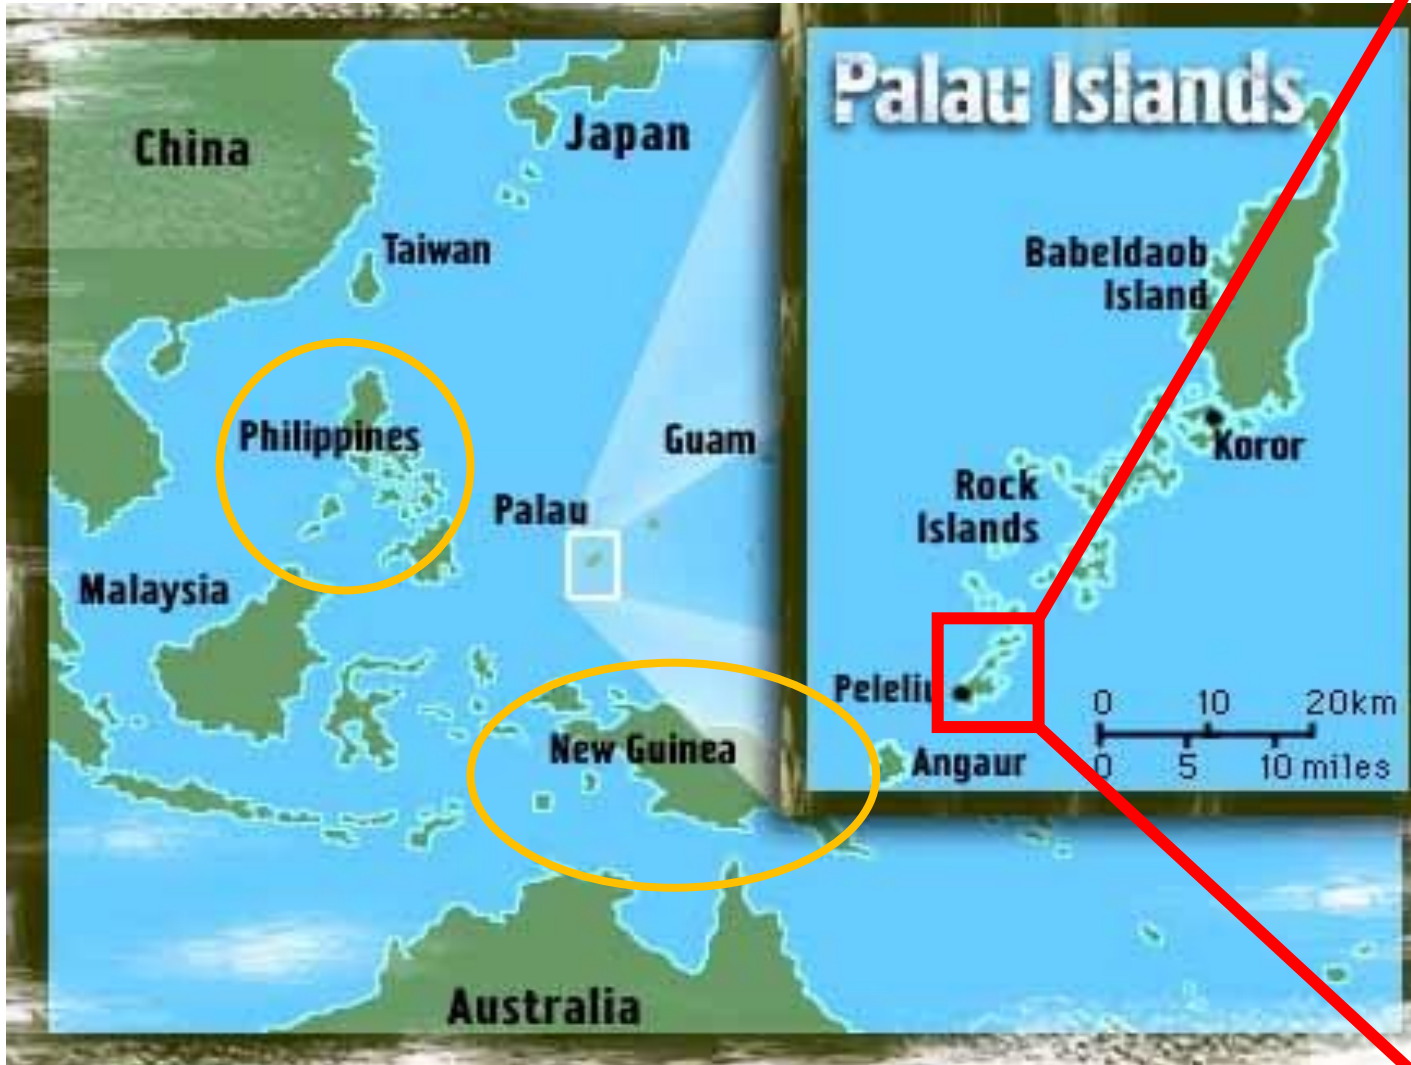 China
Japan
Taiwan
Philippines
Guam
Palau
Malaysia
New Guinea
Australia
Palau Islands
Babeldaob
Island
Koror
Rock
Islands
Peleliu
Angaur
0 10 20km
0 5 10 miles